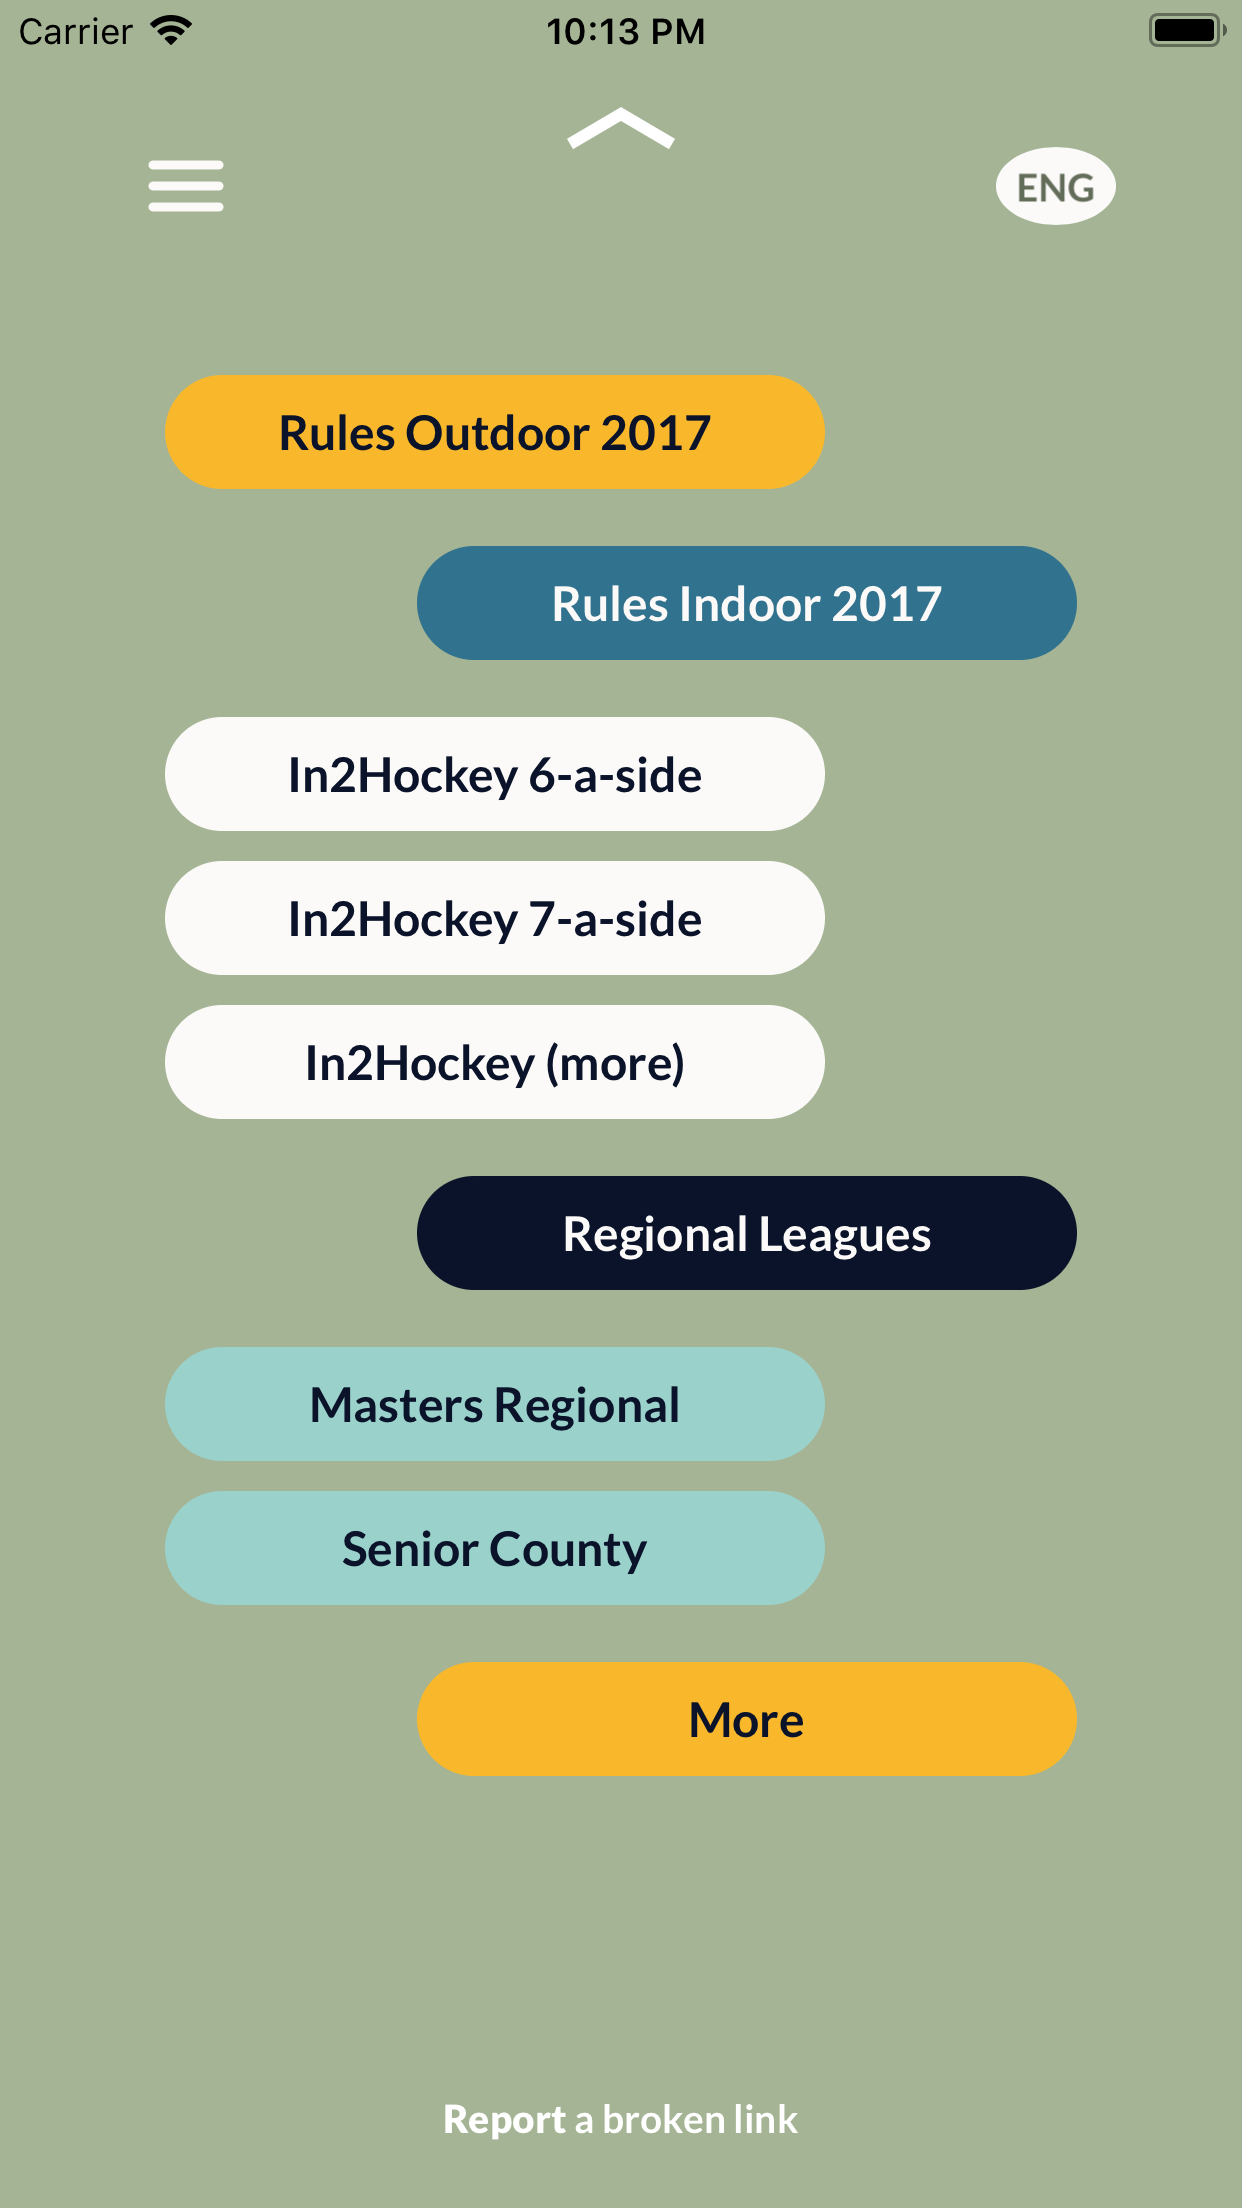 Carrier 10:13 PM
ENG
Rules Outdoor 2017
Rules Indoor 2017
In2Hockey 6-a-side
In2Hockey 7-a-side
In2Hockey (more)
Regional Leagues
Masters Regional
Senior County
More
Report a broken link